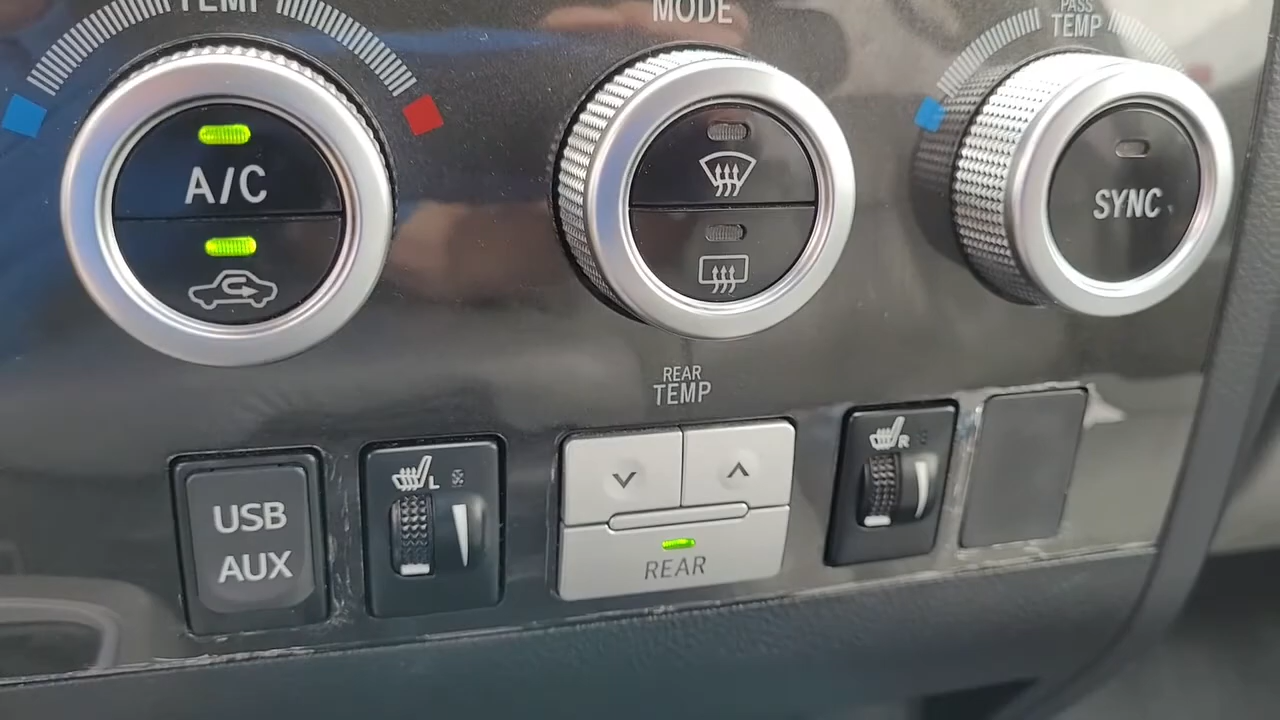 TEMP
MODE
PASS
TEMP
A/C
SYNC
REAR
TEMP
USB
AUX
L
R
REAR